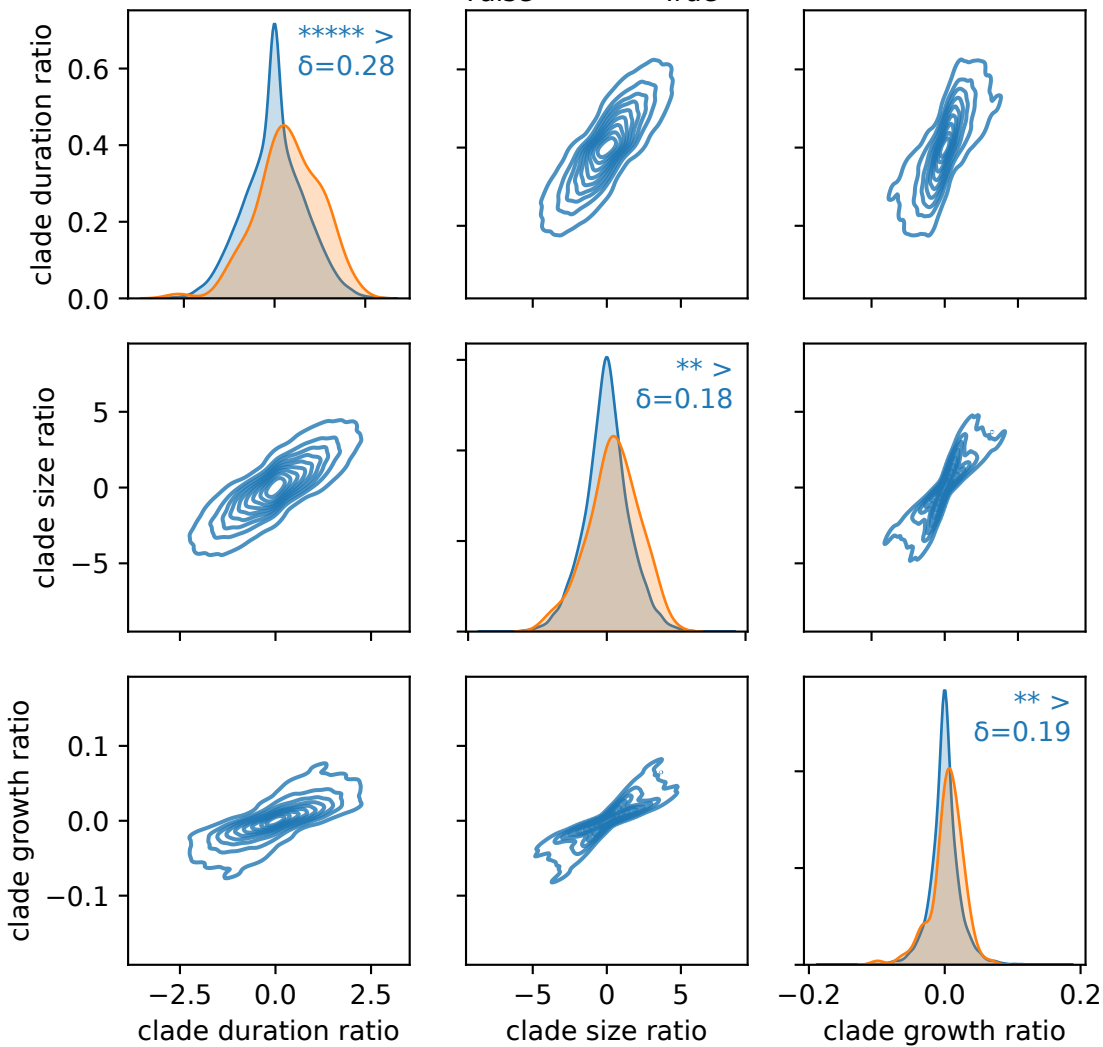 ***** >
δ=0.28
0.6
0.4
0.2
0.0
clade duration ratio
** >
δ=0.18
5
0
−5
clade size ratio
** >
δ=0.19
0.1
0.0
−0.1
clade growth ratio
−2.5 0.0 2.5
−5 0 5
−0.2 0.0 0.2
clade duration ratio
clade size ratio
clade growth ratio